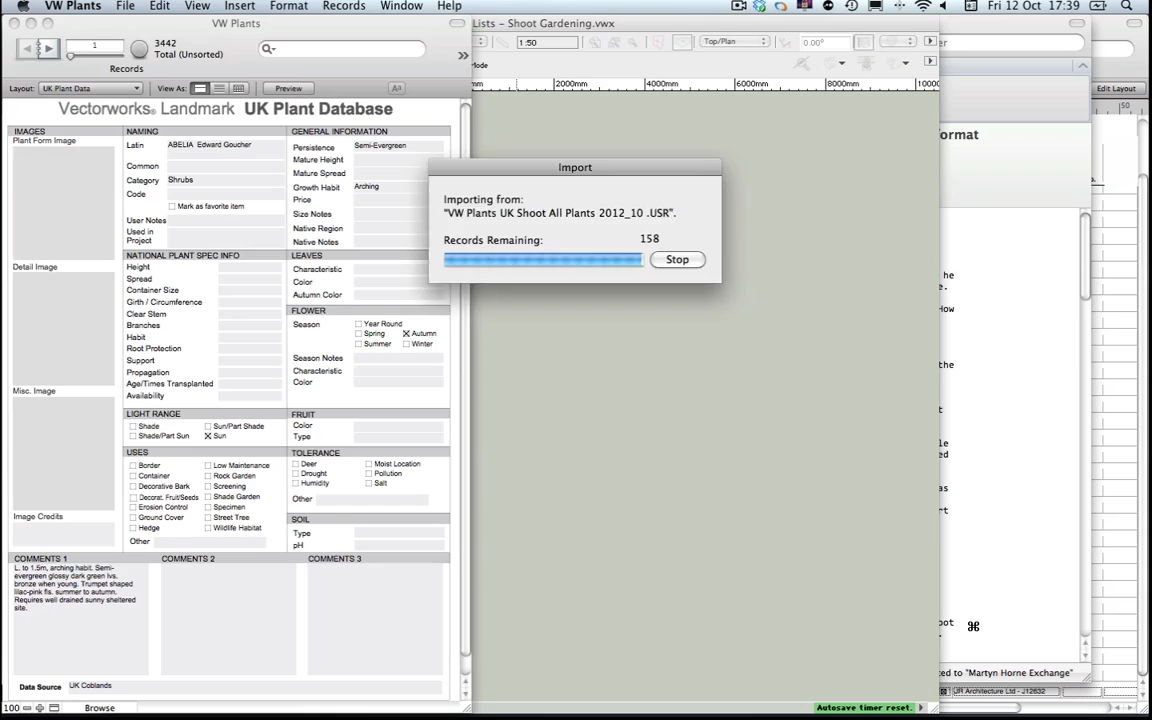 VW Plants File Edit View Insert Format Records Window Help Fri 12 Oct 17:39
VW Plants
Lists - Shoot Gardening.vwx
1
3442
Total (Unsorted)
Records
1:50
Top/Plan
0.00°
Mode
Layout: UK Plant Data View As: Preview
Edit Layout
2000mm 4000mm 6000mm 8000mm 1000
50
Vectorworks® Landmark UK Plant Database
ormat
IMAGES
Plant Form Image
Detail Image
Misc. Image
Image Credits
NAMING
Latin ABELIA Edward Goucher
Common
Category Shrubs
Code
Mark as favorite item
User Notes
Used in
Project
NATIONAL PLANT SPEC INFO
Height
Spread
Container Size
Girth / Circumference
Clear Stem
Branches
Habit
Root Protection
Support
Propagation
Age/Times Transplanted
Availability
GENERAL INFORMATION
Persistence Semi-Evergreen
Mature Height
Mature Spread
Growth Habit Arching
Price
Size Notes
Native Region
Native Notes
LEAVES
Characteristic
Color
Autumn Color
FLOWER
Season Year Round
Spring Autumn
Summer Winter
Season Notes
Characteristic
Color
LIGHT RANGE
Shade Sun/Part Shade
Shade/Part Sun Sun
FRUIT
Color
Type
USES
Border Low Maintenance
Container Rock Garden
Decorative Bark Screening
Decorat. Fruit/Seeds Shade Garden
Erosion Control Specimen
Ground Cover Street Tree
Hedge Wildlife Habitat
Other
TOLERANCE
Deer Moist Location
Drought Pollution
Humidity Salt
Other
SOIL
Type
pH
COMMENTS 1 COMMENTS 2 COMMENTS 3
L. to 1.5m, arching habit. Semi-
evergreen glossy dark green lvs.
bronze when young. Trumpet shaped
lilac-pink fls. summer to autumn.
Requires well drained sunny sheltered
site.
Data Source UK Coblands
100 Browse
Import
Importing from:
"VW Plants UK Shoot All Plants 2012_10 .USR".
Records Remaining: 158
Stop
he
e.
How
the
t
le
ed
as
rt
oot
ed to "Martyn Horne Exchange"
JR Architecture Ltd - J12632
Autosave timer reset.